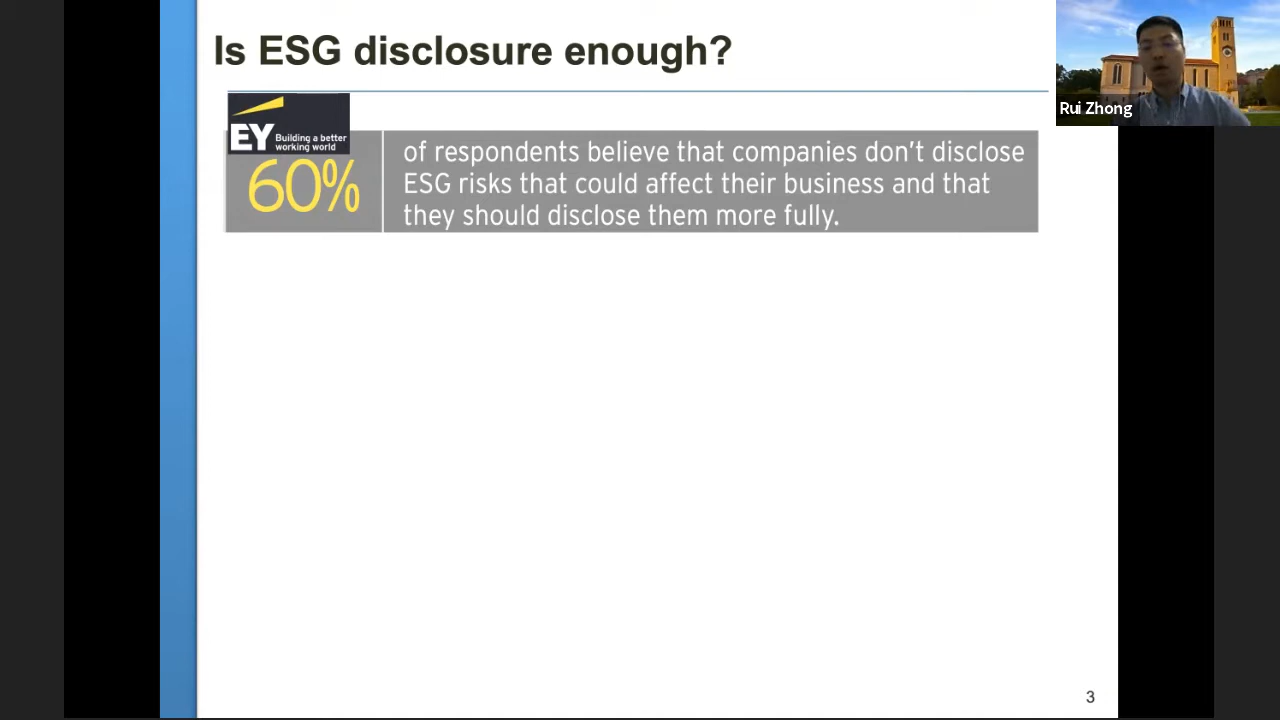 Is ESG disclosure enough?
Rui Zhong
EY Building a better
working world
60%
of respondents believe that companies don't disclose
ESG risks that could affect their business and that
they should disclose them more fully.
3